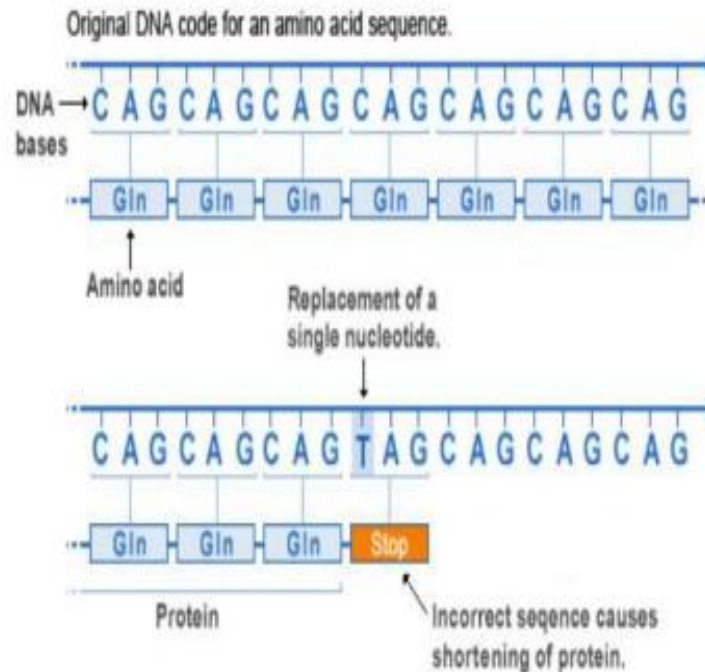 Original DNA code for an amino acid sequence.
DNA bases
C A G C A G C A G C A G C A G C A G C A G
Gln Gln Gln Gln Gln Gln Gln
Amino acid
Replacement of a
single nucleotide.
C A G C A G C A G T A G C A G C A G C A G
Gln Gln Gln Stop
Protein
Incorrect seqence causes
shortening of protein.